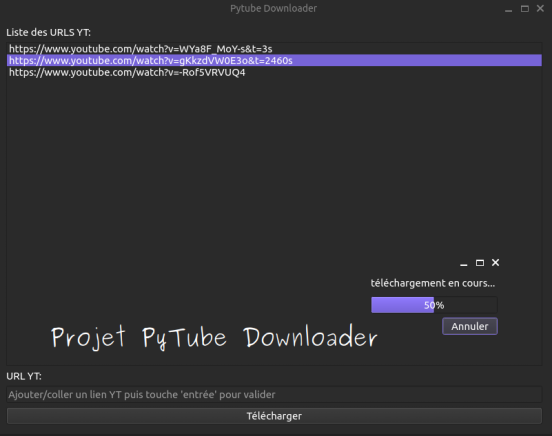 Pytube Downloader
Liste des URLS YT:
https://www.youtube.com/watch?v=WYa8F_MoY-s&t=3s
https://www.youtube.com/watch?v=gKkzdVW0E3o&t=2460s
https://www.youtube.com/watch?v=-Rof5VRVUQ4
téléchargement en cours...
50%
Annuler
Projet PyTube Downloader
URL YT:
Ajouter/coller un lien YT puis touche 'entrée' pour valider
Télécharger